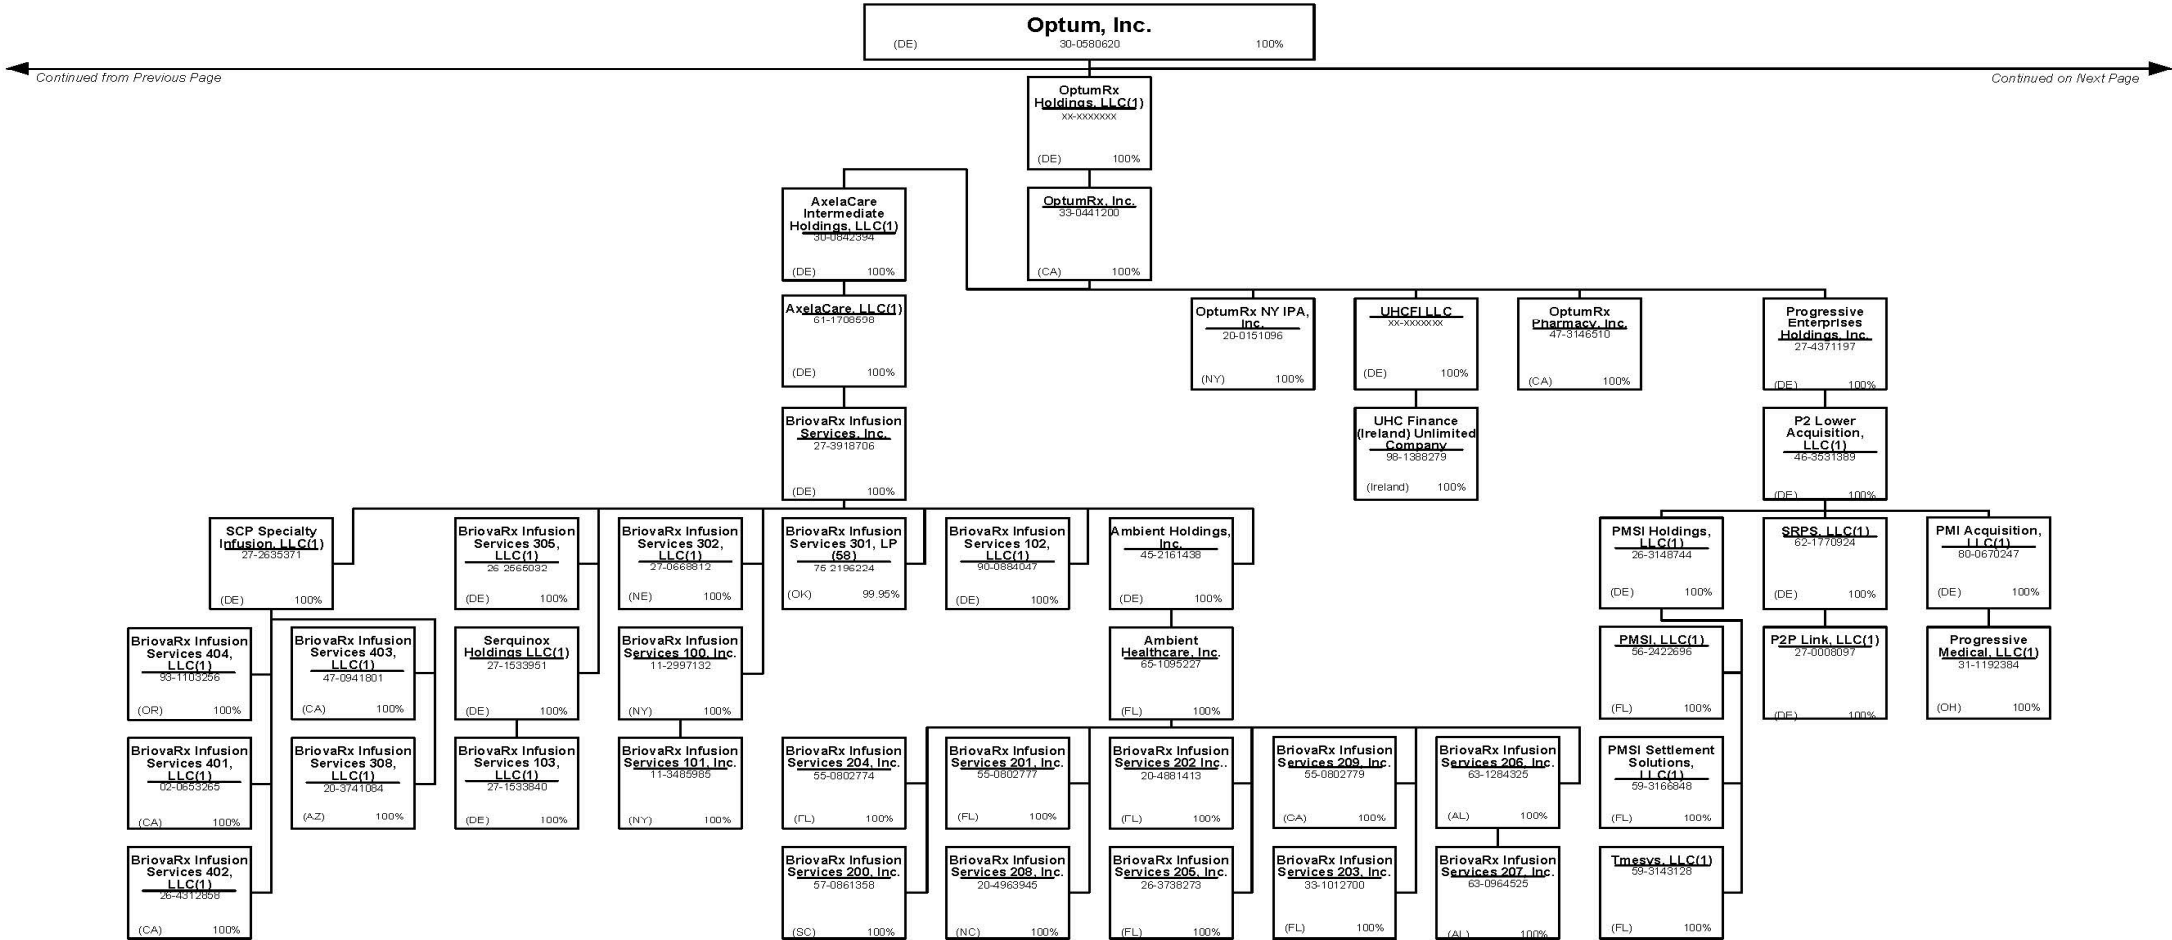 Optum, Inc.
(DE) 30-0580620 100%
Continued from Previous Page
Continued on Next Page
OptumRx
Holdings, LLC(1)
xx-xxxxxxx
(DE) 100%
AxelaCare
Intermediate
Holdings, LLC(1)
30-0842394
(DE) 100%
OptumRx, Inc.
33-0441200
(CA) 100%
AxelaCare, LLC(1)
61-1708598
(DE) 100%
OptumRx NY IPA,
Inc.
20-0151096
(NY) 100%
UHCFI LLC
xx-xxxxxxx
(DE) 100%
OptumRx
Pharmacy, Inc.
47-3146510
(CA) 100%
Progressive
Enterprises
Holdings, Inc.
27-4371197
(DE) 100%
BriovaRx Infusion
Services, Inc.
27-3918706
(DE) 100%
UHC Finance
(Ireland) Unlimited
Company
98-1388279
(Ireland) 100%
P2 Lower
Acquisition,
LLC(1)
46-3531389
(DE) 100%
SCP Specialty
Infusion, LLC(1)
27-2635371
(DE) 100%
BriovaRx Infusion
Services 305,
LLC(1)
26 2565032
(DE) 100%
BriovaRx Infusion
Services 302,
LLC(1)
27-0668812
(NE) 100%
BriovaRx Infusion
Services 301, LP
(58)
75 2196224
(OK) 99.95%
BriovaRx Infusion
Services 102,
LLC(1)
90-0884047
(DE) 100%
Ambient Holdings,
Inc.
45-2161438
(DE) 100%
PMSI Holdings,
LLC(1)
26-3148744
(DE) 100%
SRPS, LLC(1)
62-1770924
(DE) 100%
PMI Acquisition,
LLC(1)
80-0670247
(DE) 100%
BriovaRx Infusion
Services 404,
LLC(1)
93-1103256
(OR) 100%
BriovaRx Infusion
Services 403,
LLC(1)
47-0941801
(CA) 100%
Serquinox
Holdings LLC(1)
27-1533951
(DE) 100%
BriovaRx Infusion
Services 100, Inc.
11-2997132
(NY) 100%
Ambient
Healthcare, Inc.
65-1095227
(FL) 100%
PMSI, LLC(1)
56-2422696
(FL) 100%
P2P Link, LLC(1)
27-0008097
(DE) 100%
Progressive
Medical, LLC(1)
31-1192384
(OH) 100%
BriovaRx Infusion
Services 401,
LLC(1)
02-0653265
(CA) 100%
BriovaRx Infusion
Services 308,
LLC(1)
20-3741084
(AZ) 100%
BriovaRx Infusion
Services 103,
LLC(1)
27-1533840
(DE) 100%
BriovaRx Infusion
Services 101, Inc.
11-3485985
(NY) 100%
BriovaRx Infusion
Services 204, Inc.
55-0802774
(FL) 100%
BriovaRx Infusion
Services 201, Inc.
55-0802777
(FL) 100%
BriovaRx Infusion
Services 202 Inc..
20-4881413
(FL) 100%
BriovaRx Infusion
Services 209, Inc.
55-0802779
(CA) 100%
BriovaRx Infusion
Services 206, Inc.
63-1284325
(AL) 100%
PMSI Settlement
Solutions,
LLC(1)
59-3166848
(FL) 100%
BriovaRx Infusion
Services 402,
LLC(1)
26-4312858
(CA) 100%
BriovaRx Infusion
Services 200, Inc.
57-0861358
(SC) 100%
BriovaRx Infusion
Services 208, Inc.
20-4963945
(NC) 100%
BriovaRx Infusion
Services 205, Inc.
26-3738273
(FL) 100%
BriovaRx Infusion
Services 203, Inc.
33-1012700
(FL) 100%
BriovaRx Infusion
Services 207, Inc.
63-0964525
(AL) 100%
Tmesys, LLC(1)
59-3143128
(FL) 100%